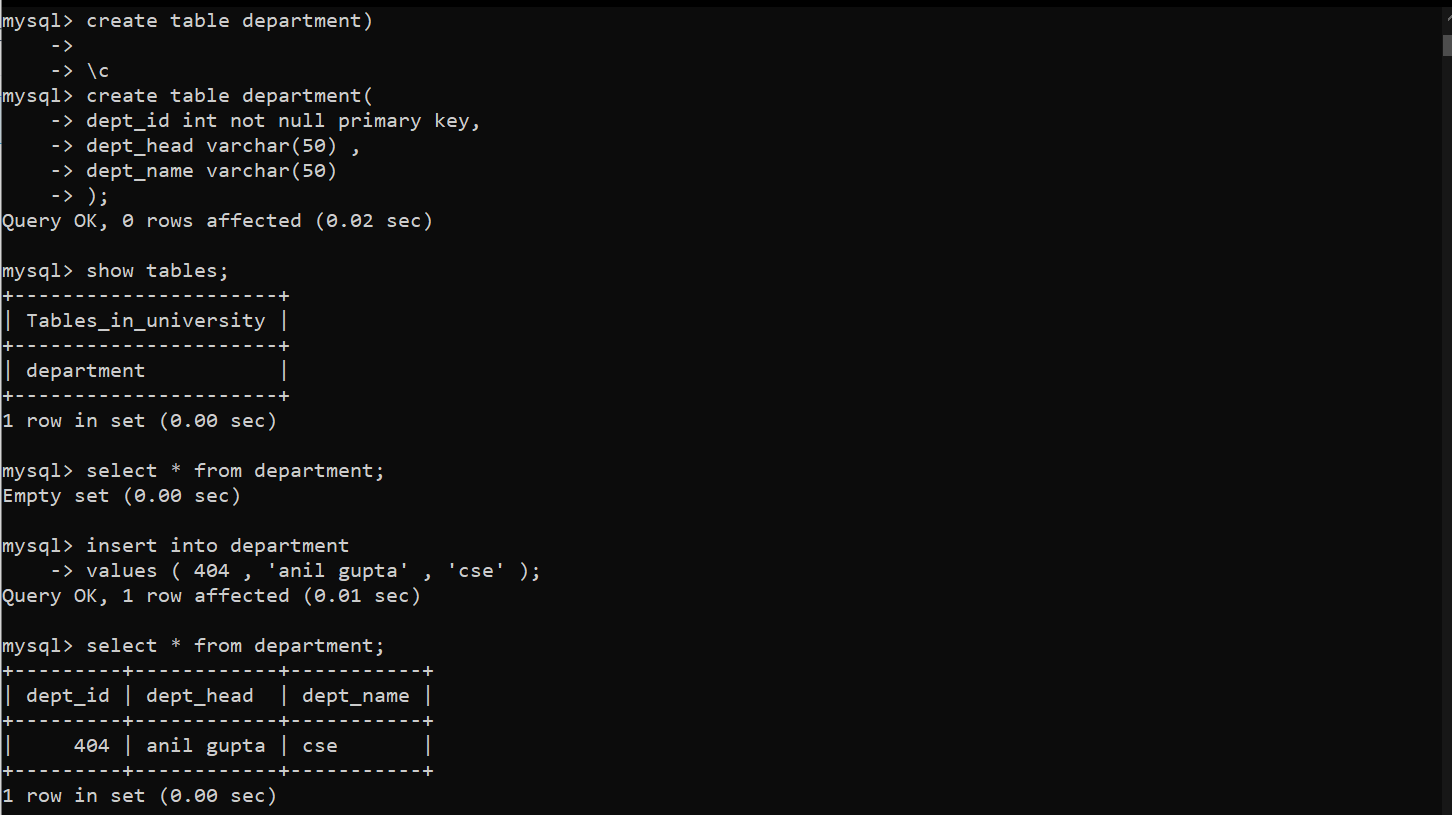 mysql> create table department)
    ->
    -> \c
mysql> create table department(
    -> dept_id int not null primary key,
    -> dept_head varchar(50) ,
    -> dept_name varchar(50)
    -> );
Query OK, 0 rows affected (0.02 sec)

mysql> show tables;
+----------------------+
| Tables_in_university |
+----------------------+
| department           |
+----------------------+
1 row in set (0.00 sec)

mysql> select * from department;
Empty set (0.00 sec)

mysql> insert into department
    -> values ( 404 , 'anil gupta' , 'cse' );
Query OK, 1 row affected (0.01 sec)

mysql> select * from department;
+---------+------------+-----------+
| dept_id | dept_head  | dept_name |
+---------+------------+-----------+
|     404 | anil gupta | cse       |
+---------+------------+-----------+
1 row in set (0.00 sec)